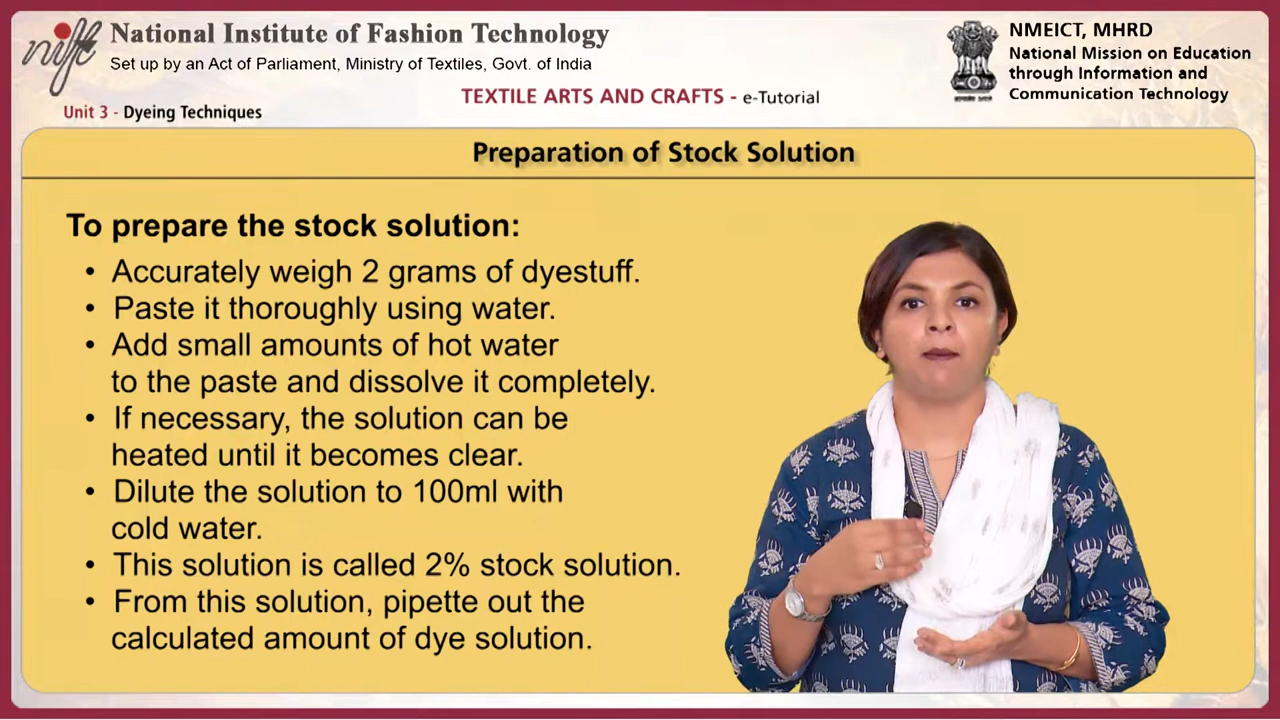 nift
National Institute of Fashion Technology
Set up by an Act of Parliament, Ministry of Textiles, Govt. of India
NMEICT, MHRD
National Mission on Education
through Information and
Communication Technology
TEXTILE ARTS AND CRAFTS - e-Tutorial
Unit 3 - Dyeing Techniques
Preparation of Stock Solution
To prepare the stock solution:
• Accurately weigh 2 grams of dyestuff.
• Paste it thoroughly using water.
• Add small amounts of hot water
to the paste and dissolve it completely.
• If necessary, the solution can be
heated until it becomes clear.
• Dilute the solution to 100ml with
cold water.
• This solution is called 2% stock solution.
• From this solution, pipette out the
calculated amount of dye solution.